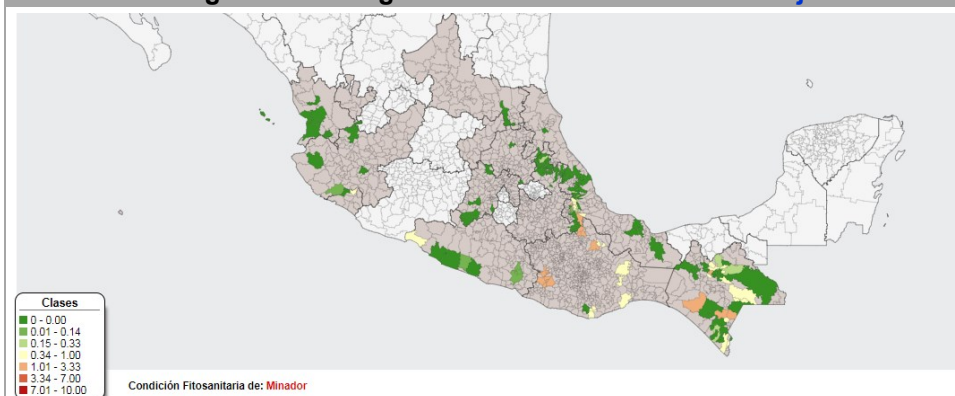 Clases
0 - 0.00
0.01 - 0.14
0.15 - 0.33
0.34 - 1.00
1.01 - 3.33
3.34 - 7.00
7.01 - 10.00
Condición Fitosanitaria de: Minador